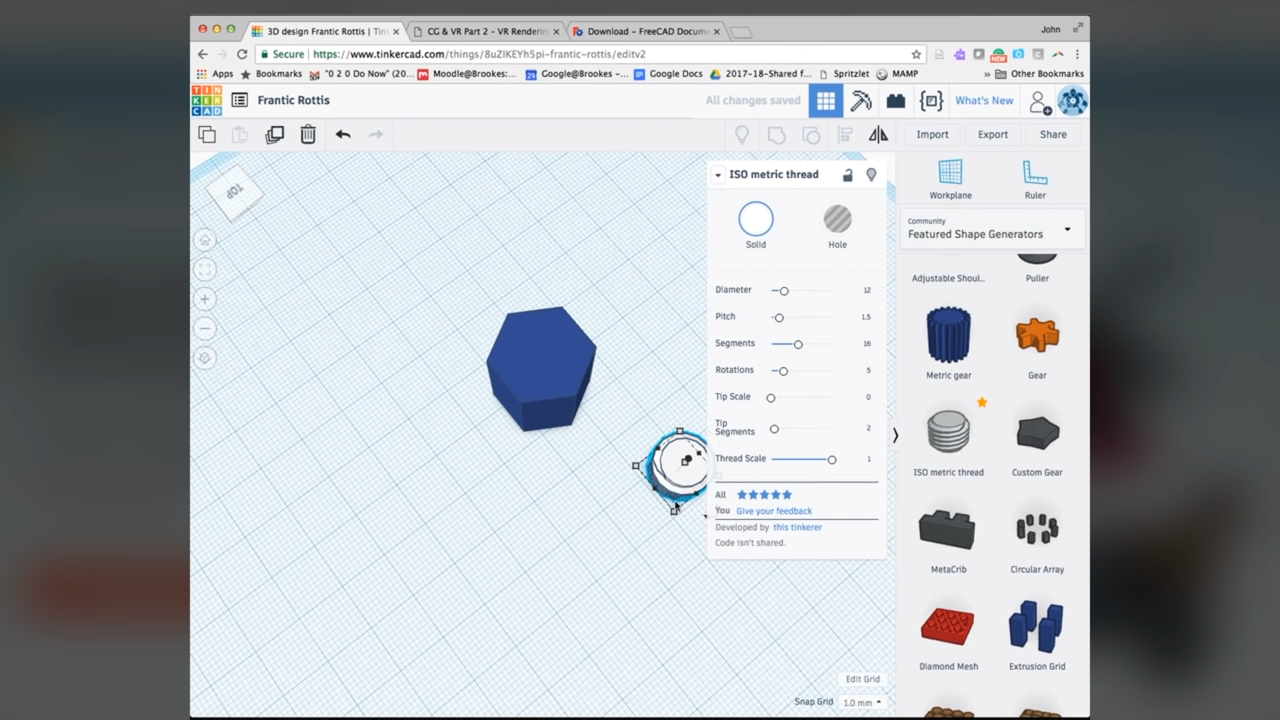 3D design Frantic Rottis | Tin
CG & VR Part 2 - VR Renderin
Download – FreeCAD Docume
John
Secure
https://www.tinkercad.com/things/8uZIKEYh5pi-frantic-rottis/editv2
Apps
Bookmarks
"0 2 0 Do Now" (20...
Moodle@Brookes:...
Google@Brookes –...
Google Docs
2017-18-Shared f...
Spritzlet
MAMP
»
Other Bookmarks
TIN
KER
CAD
Frantic Rottis
All changes saved
What's New
Import
Export
Share
TOP
ISO metric thread
Solid
Hole
Diameter 12
Pitch 1.5
Segments 16
Rotations 5
Tip Scale 0
Tip
Segments 2
Thread Scale 1
All
You Give your feedback
Developed by this tinkerer
Code isn't shared.
Workplane
Ruler
Community
Featured Shape Generators
Adjustable Shoul..
Puller
Metric gear
Gear
ISO metric thread
Custom Gear
MetaCrib
Circular Array
Diamond Mesh
Extrusion Grid
Edit Grid
Snap Grid 1.0 mm